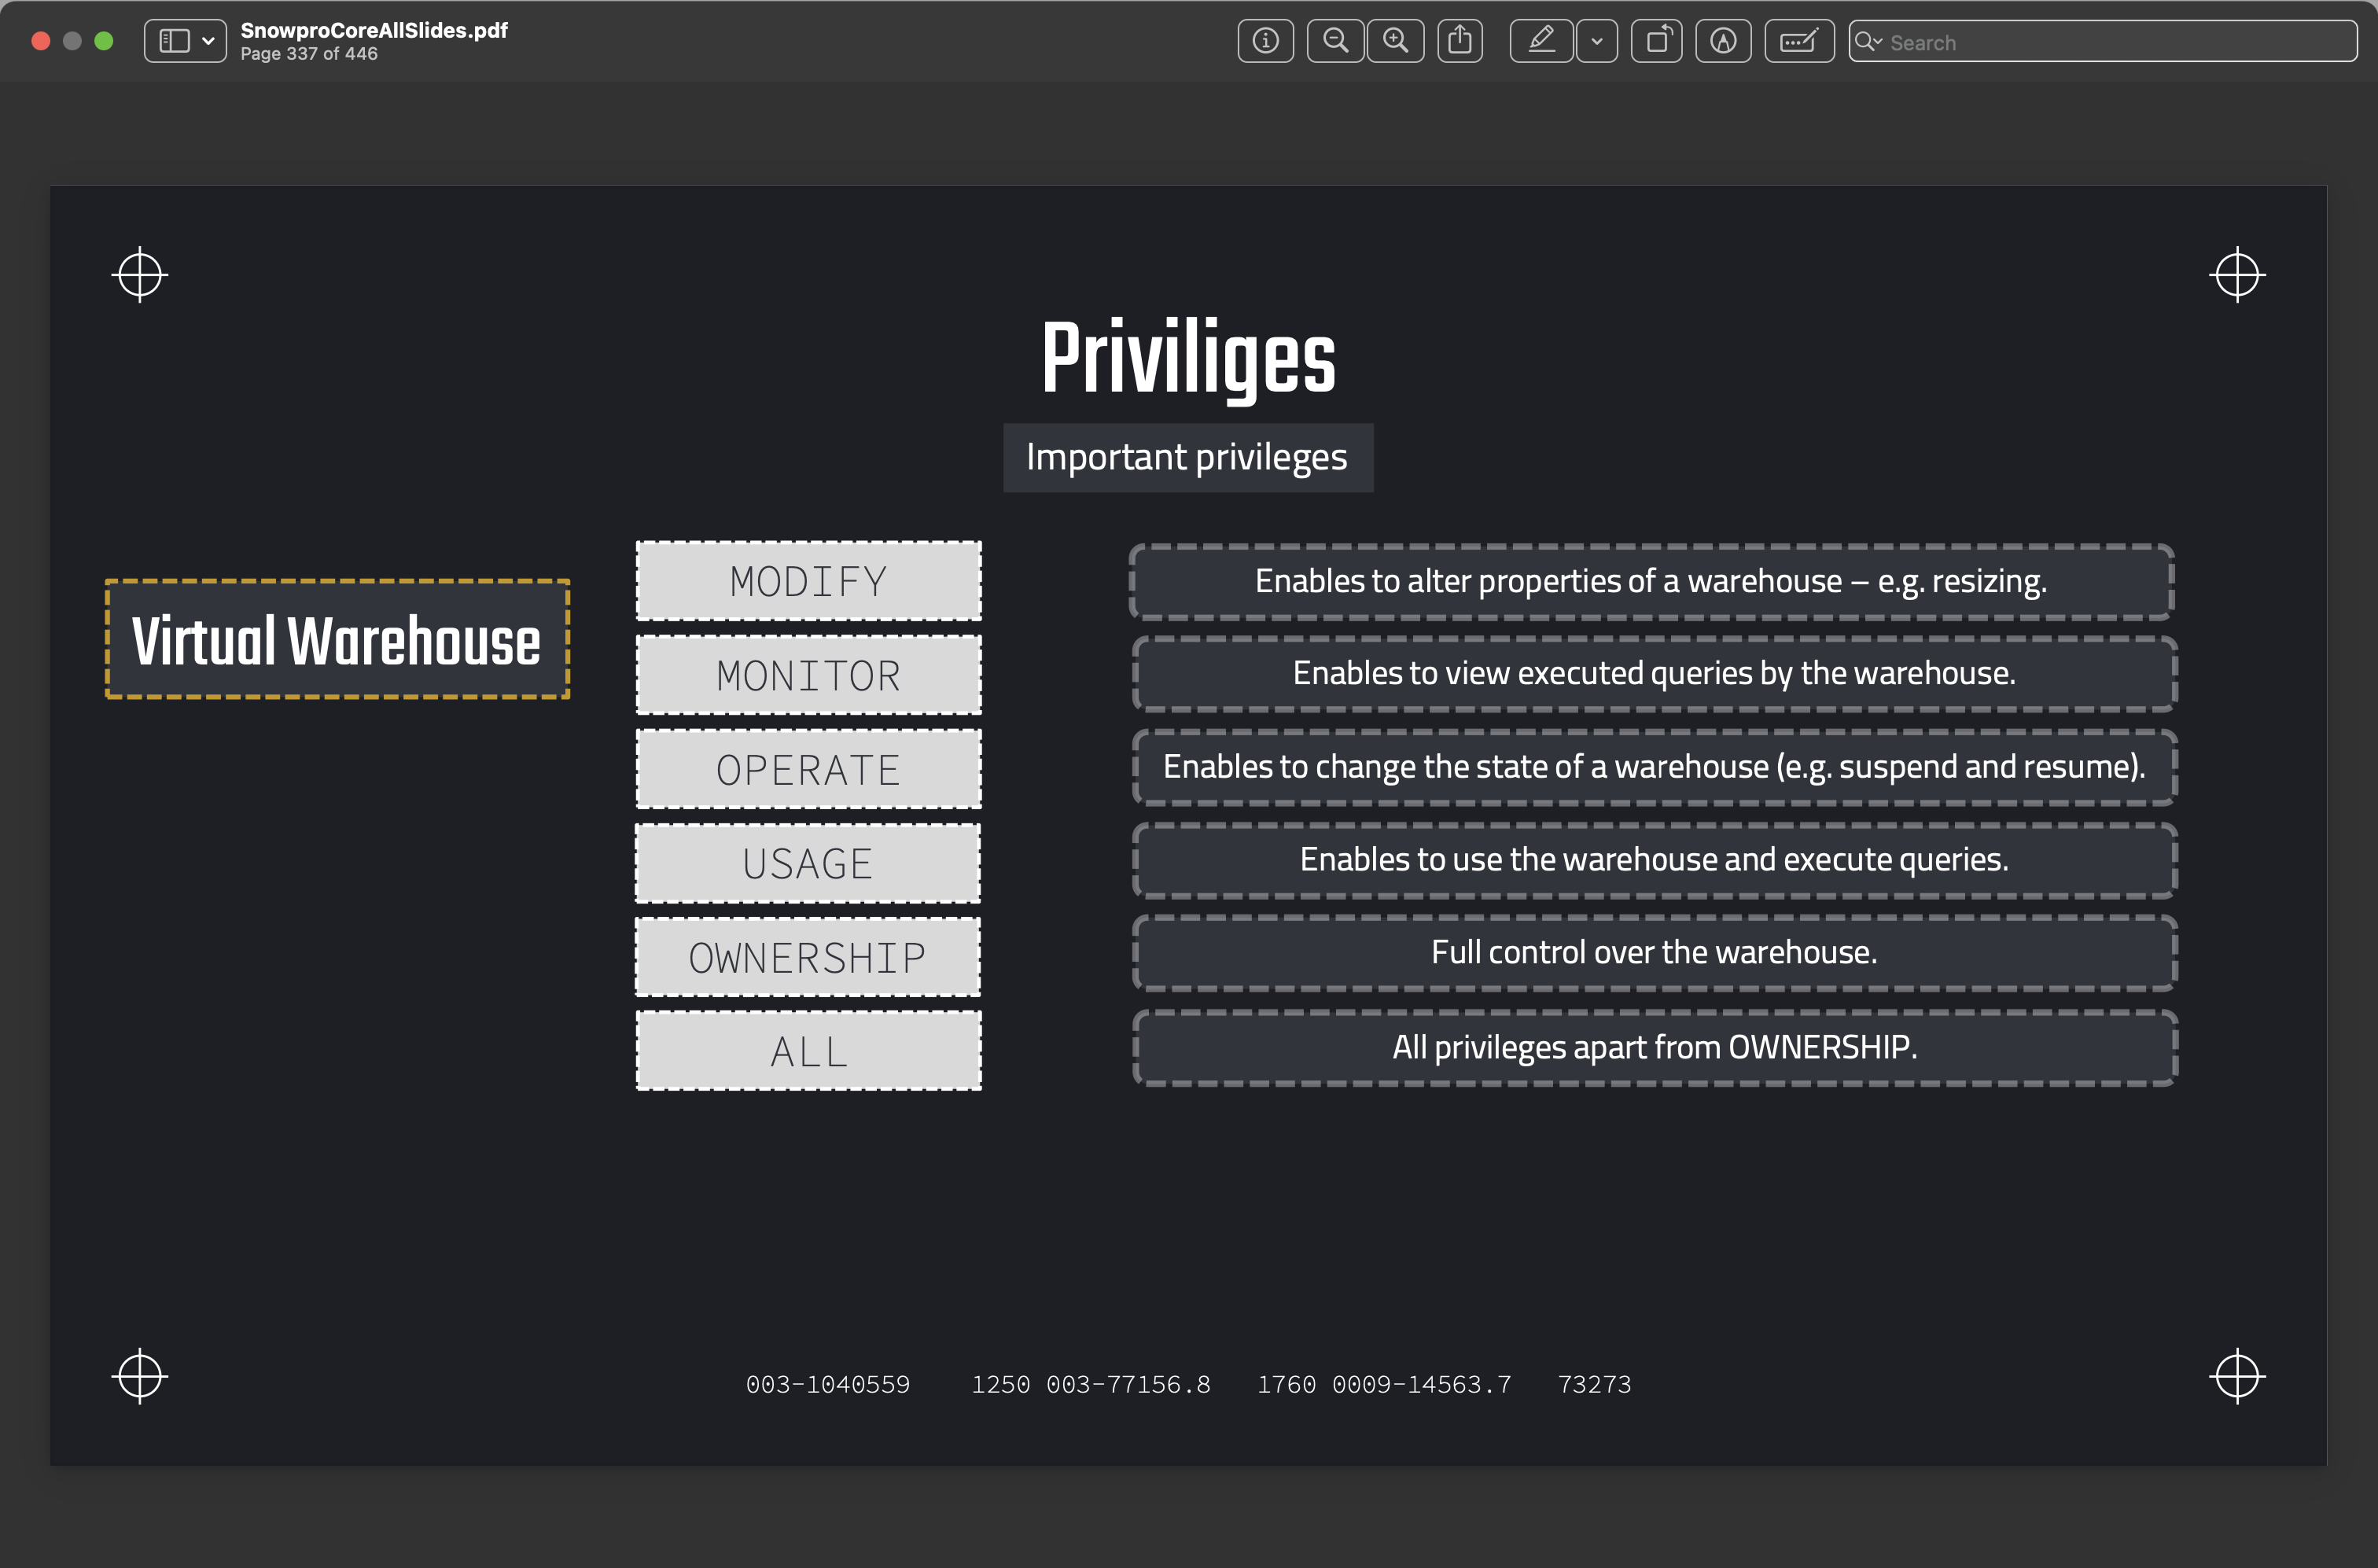 SnowproCoreAllSlides.pdf
Page 337 of 446
Search
Priviliges
Important privileges
Virtual Warehouse
MODIFY
Enables to alter properties of a warehouse – e.g. resizing.
MONITOR
Enables to view executed queries by the warehouse.
OPERATE
Enables to change the state of a warehouse (e.g. suspend and resume).
USAGE
Enables to use the warehouse and execute queries.
OWNERSHIP
Full control over the warehouse.
ALL
All privileges apart from OWNERSHIP.
003-1040559 1250 003-77156.8 1760 0009-14563.7 73273